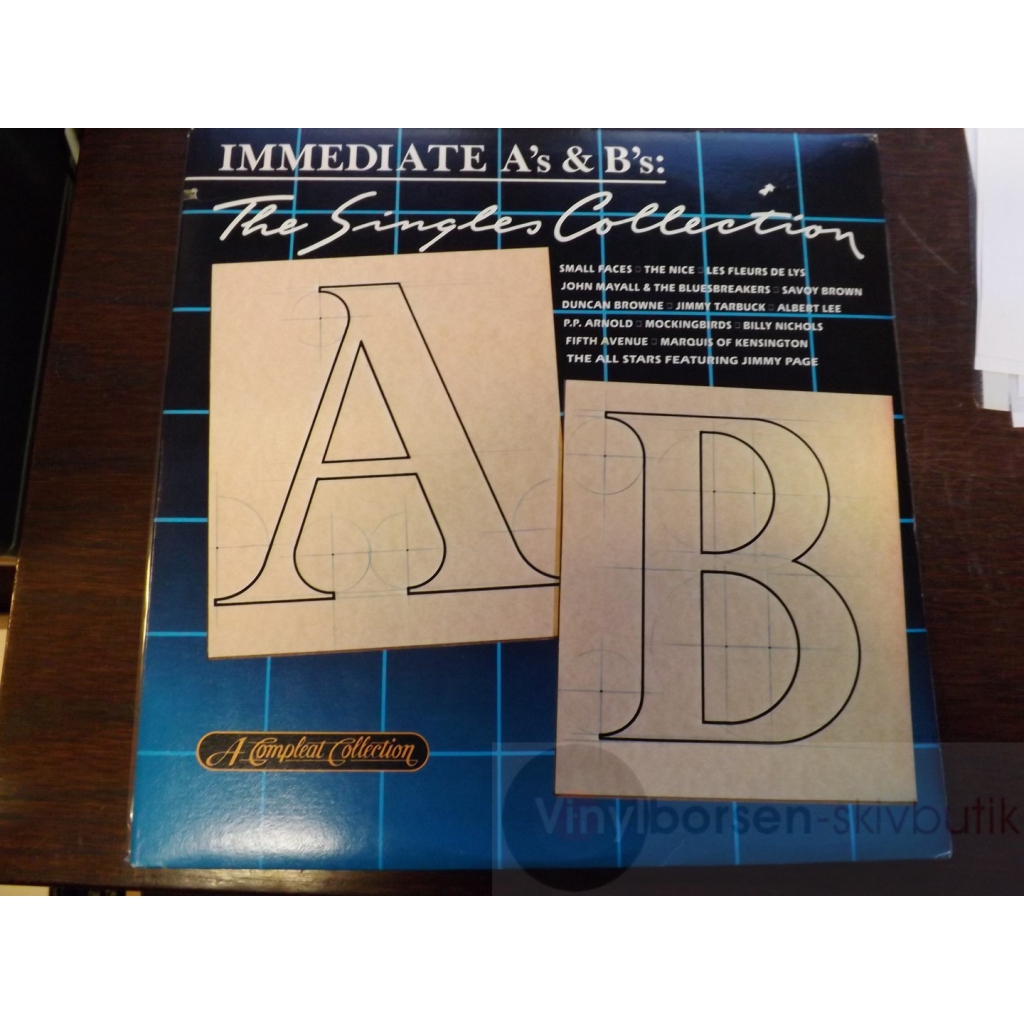 IMMEDIATE A's & B's:
The Singles Collection
SMALL FACES □ THE NICE □ LES FLEURS DE LYS
JOHN MAYALL & THE BLUESBREAKERS □ SAVOY BROWN
DUNCAN BROWNE □ JIMMY TARBUCK □ ALBERT LEE
P.P. ARNOLD □ MOCKINGBIRDS □ BILLY NICHOLS
FIFTH AVENUE □ MARQUIS OF KENSINGTON
THE ALL STARS FEATURING JIMMY PAGE
A
B
A Compleat Collection
Vinylborsen-skivbutik